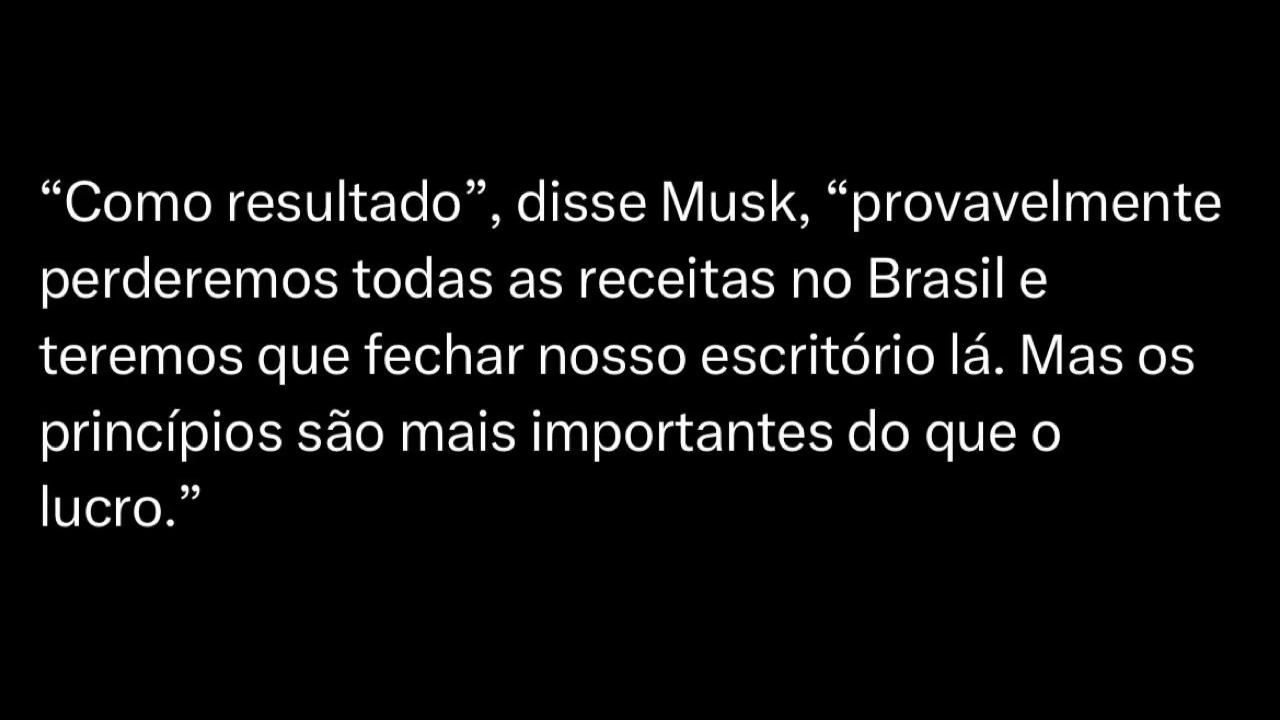 “Como resultado”, disse Musk, “provavelmente
perderemos todas as receitas no Brasil e
teremos que fechar nosso escritório lá. Mas os
princípios são mais importantes do que o
lucro.”